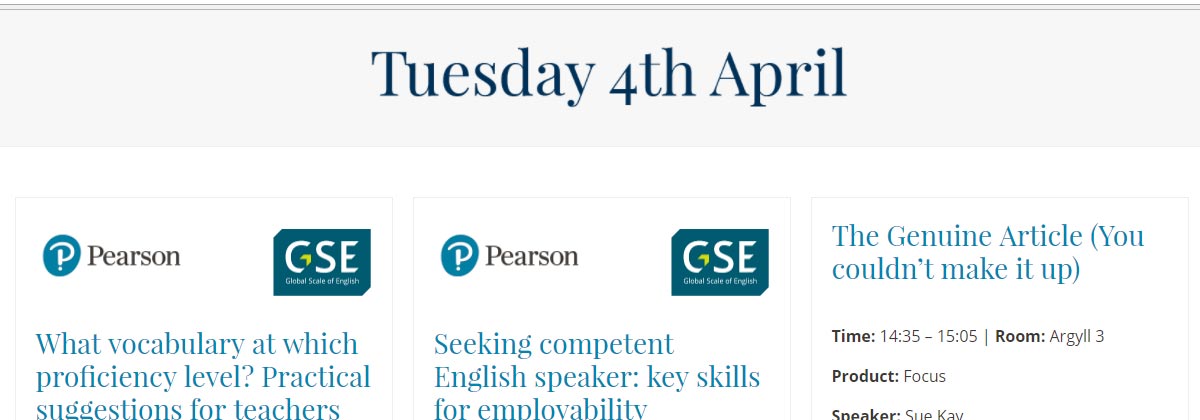 Tuesday 4th April
Pearson
GSE
Global Scale of English
What vocabulary at which
proficiency level? Practical
suggestions for teachers
Pearson
GSE
Global Scale of English
Seeking competent
English speaker: key skills
for employability
The Genuine Article (You
couldn’t make it up)
Time: 14:35 – 15:05 | Room: Argyll 3
Product: Focus
Speaker: Sue Kay